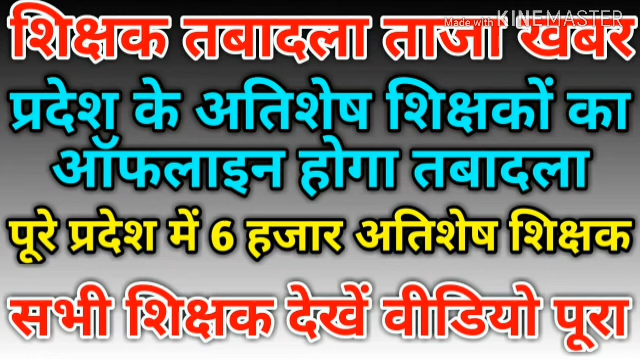 Made with KINEMASTER
शिक्षक तबादला ताजा खबर
प्रदेश के अतिशेष शिक्षकों का
ऑफलाइन होगा तबादला
पूरे प्रदेश में 6 हजार अतिशेष शिक्षक
सभी शिक्षक देखें वीडियो पूरा